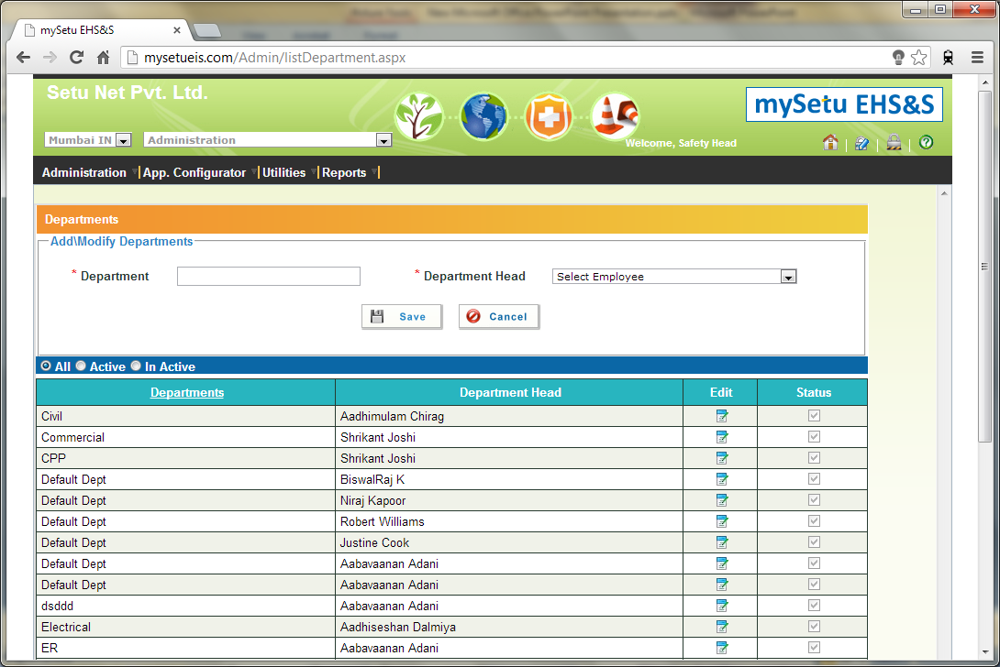 mySetu EHS&S
mysetueis.com/Admin/listDepartment.aspx
Setu Net Pvt. Ltd.
mySetu EHS&S
Mumbai IN
Administration
Welcome, Safety Head
Administration
App. Configurator
Utilities
Reports
Departments
Add\Modify Departments
* Department
* Department Head
Select Employee
Save
Cancel
All
Active
In Active
Departments
Department Head
Edit
Status
Civil
Aadhimulam Chirag
Commercial
Shrikant Joshi
CPP
Shrikant Joshi
Default Dept
BiswalRaj K
Default Dept
Niraj Kapoor
Default Dept
Robert Williams
Default Dept
Justine Cook
Default Dept
Aabavaanan Adani
Default Dept
Aabavaanan Adani
dsddd
Aabavaanan Adani
Electrical
Aadhiseshan Dalmiya
ER
Aabavaanan Adani